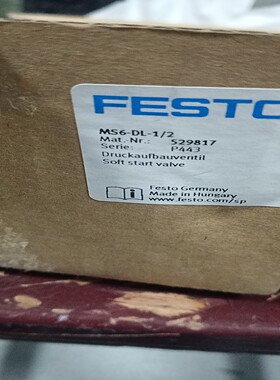 FESTO
MS6-DL-1/2
Mat.-Nr.: 529817
Serie: P443
Druckaufbauventil
Soft start valve
Festo Germany
Made in Hungary
www.festo.com/sp